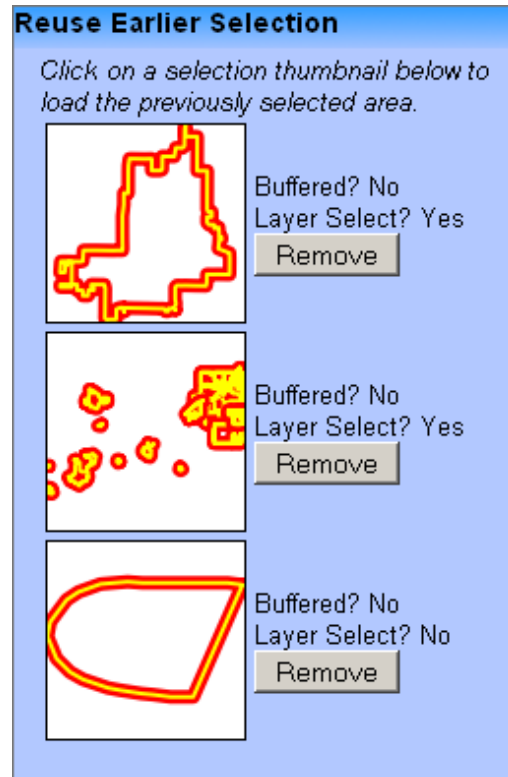 Reuse Earlier Selection
Click on a selection thumbnail below to
load the previously selected area.
Buffered? No
Layer Select? Yes
Remove
Buffered? No
Layer Select? Yes
Remove
Buffered? No
Layer Select? No
Remove